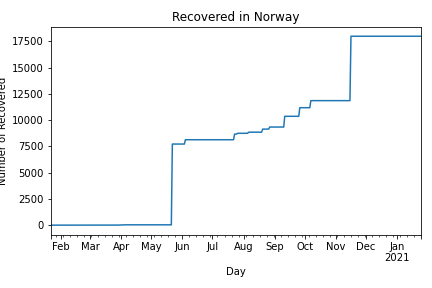 Recovered in Norway
Number of Recovered
17500
15000
12500
10000
7500
5000
2500
0
Feb Mar Apr May Jun Jul Aug Sep Oct Nov Dec Jan
2021
Day